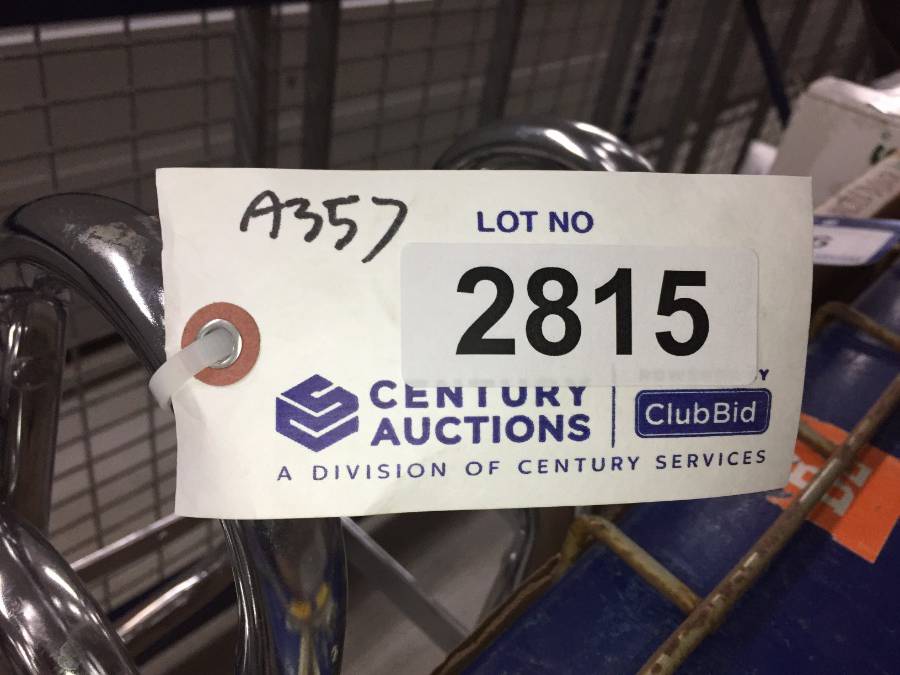 A357
LOT NO
2815
CENTURY
AUCTIONS
ClubBid
A DIVISION OF CENTURY SERVICES